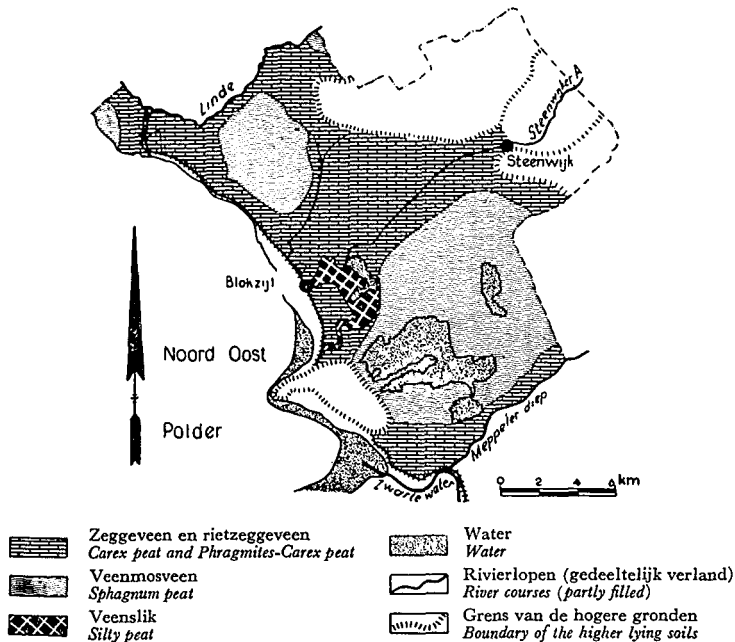 Linde
Steenwijker A
Steenwijk
Blokzijl
Noord Oost
Polder
Meppeler diep
Zwarte water
0 2 4 6 km
Zeggeveen en rietzeggeveen
Carex peat and Phragmites-Carex peat
Veenmosveen
Sphagnum peat
Veenslik
Silty peat
Water
Water
Rivierlopen (gedeeltelijk verland)
River courses (partly filled)
Grens van de hogere gronden
Boundary of the higher lying soils